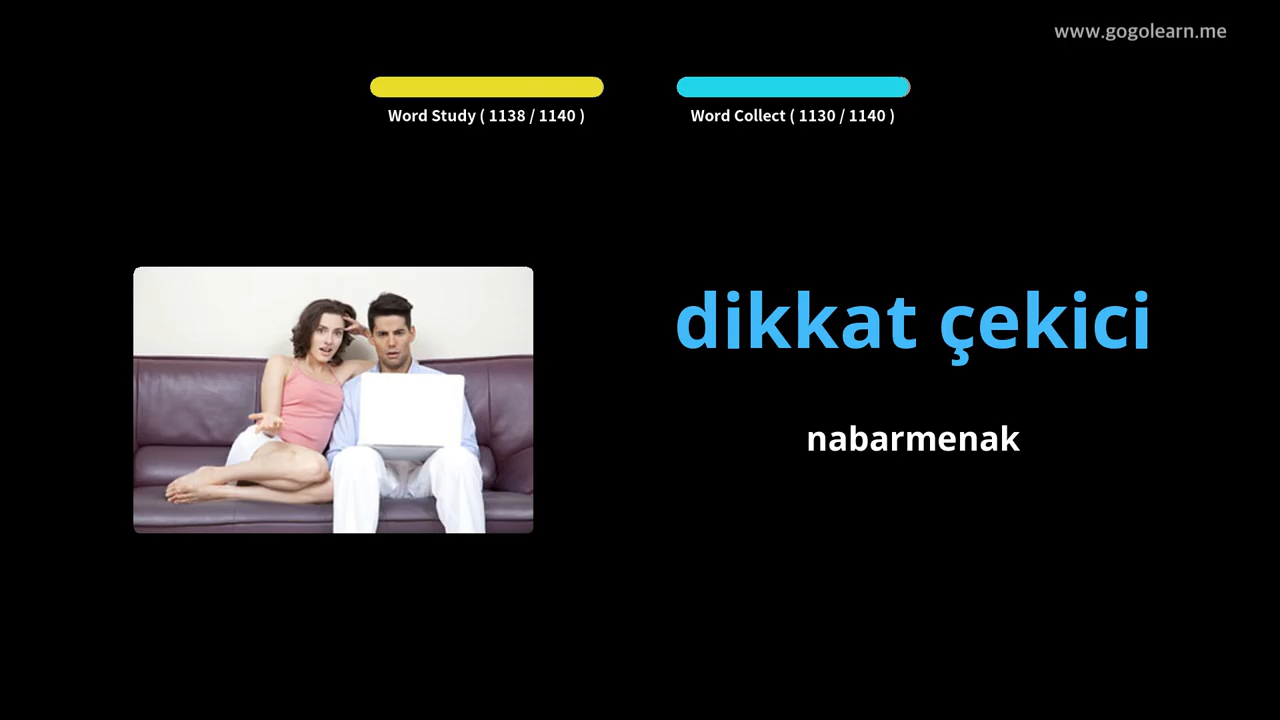 www.gogolearn.me
Word Study ( 1138 / 1140 )
Word Collect ( 1130 / 1140 )
dikkat çekici
nabarmenak